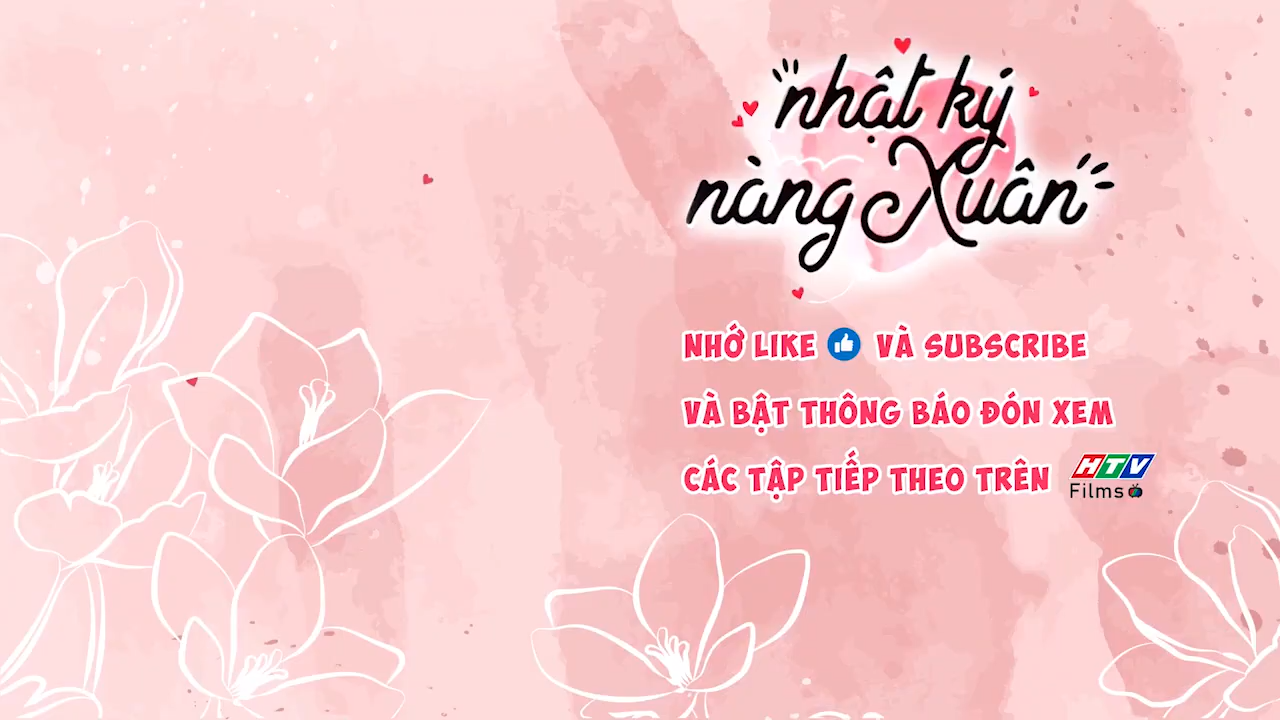 nhật ký
nàng Xuân
NHỚ LIKE VÀ SUBSCRIBE
VÀ BẬT THÔNG BÁO ĐÓN XEM
CÁC TẬP TIẾP THEO TRÊN HTV Films